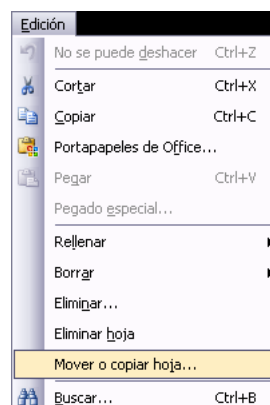 Edición
No se puede deshacer Ctrl+Z
Cortar Ctrl+X
Copiar Ctrl+C
Portapapeles de Office...
Pegar Ctrl+V
Pegado especial...
Rellenar
Borrar
Eliminar...
Eliminar hoja
Mover o copiar hoja...
Buscar... Ctrl+B